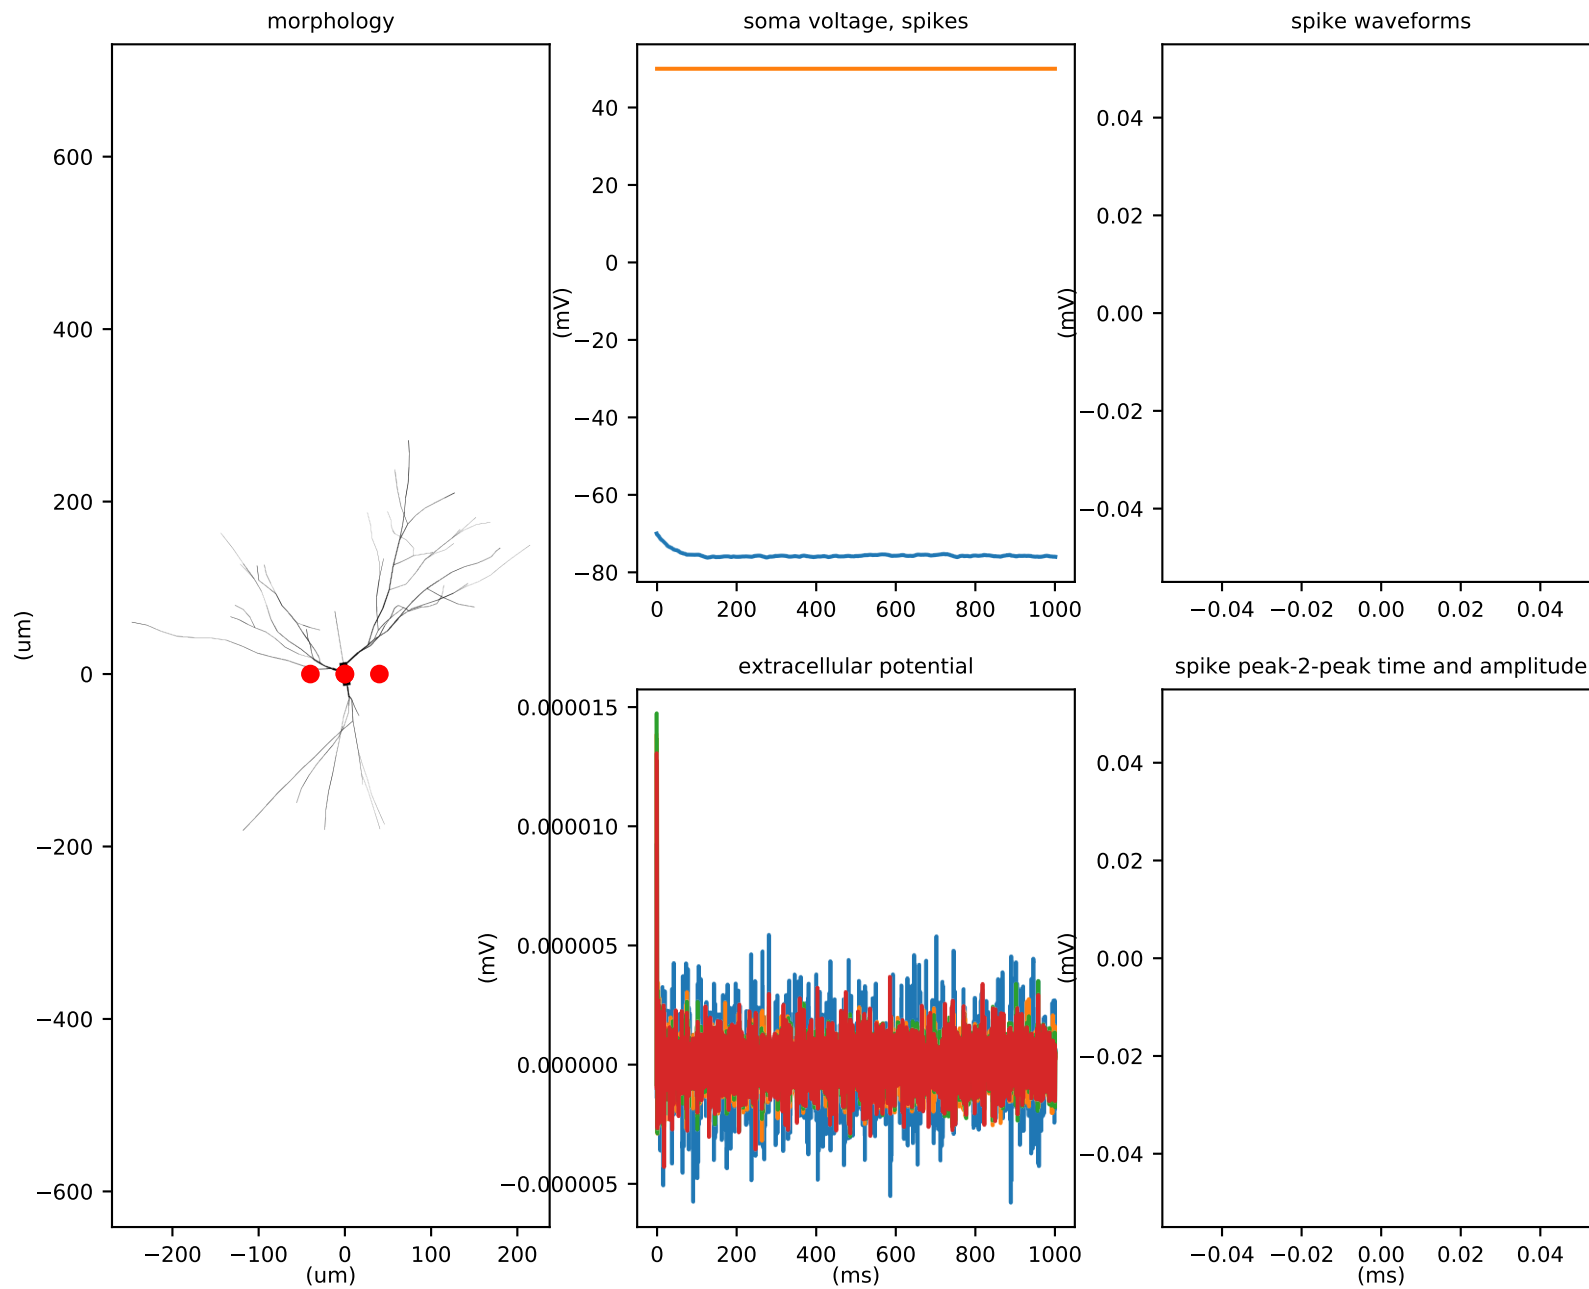 morphology
soma voltage, spikes
spike waveforms
600
400
200
0
−200
−400
−600
(um)
−200 −100 0 100 200
(um)
40
20
0
−20
−40
−60
−80
(mV)
0 200 400 600 800 1000
0.04
0.02
0.00
−0.02
−0.04
(mV)
−0.04 −0.02 0.00 0.02 0.04
extracellular potential
0.000015
0.000010
0.000005
0.000000
−0.000005
(mV)
0 200 400 600 800 1000
(ms)
spike peak-2-peak time and amplitude
0.04
0.02
0.00
−0.02
−0.04
(mV)
−0.04 −0.02 0.00 0.02 0.04
(ms)